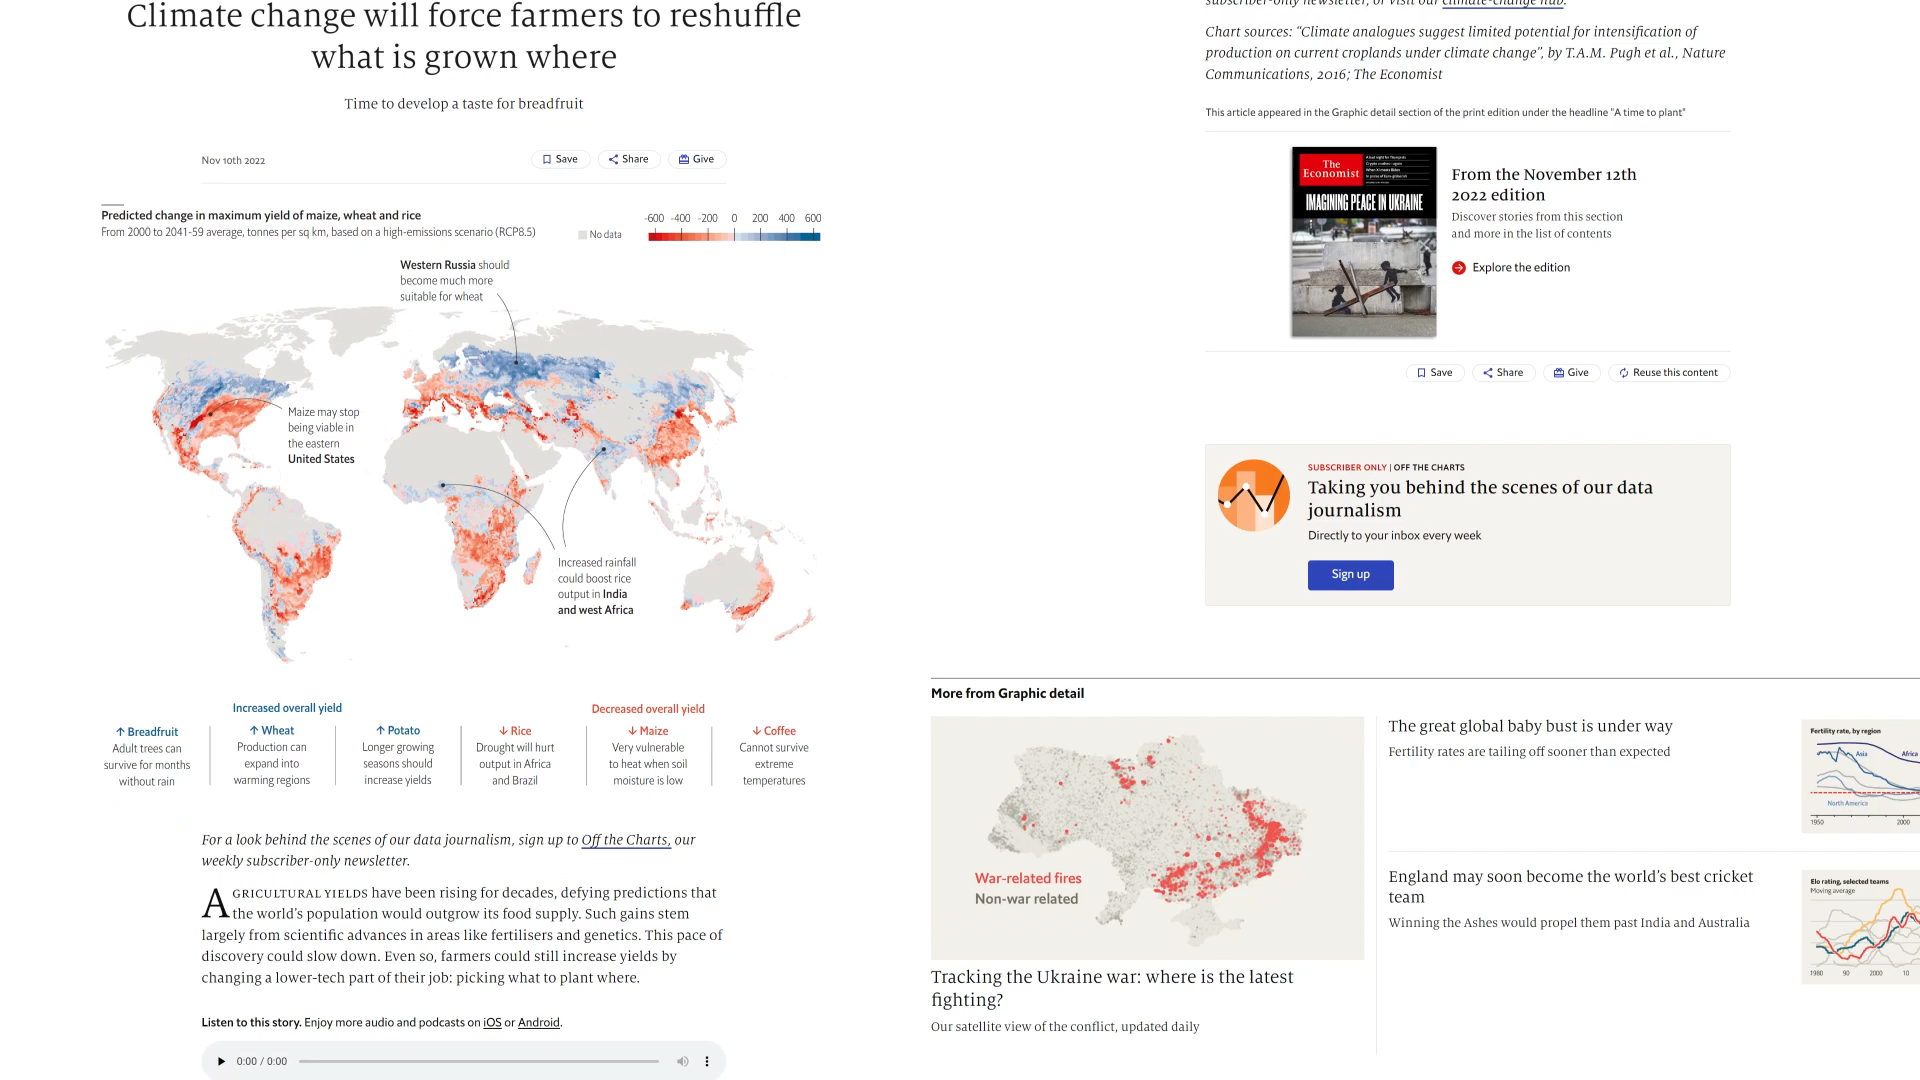 Climate change will force farmers to reshuffle
what is grown where
Time to develop a taste for breadfruit
Nov 10th 2022
Save
Share
Give
Predicted change in maximum yield of maize, wheat and rice
From 2000 to 2041-59 average, tonnes per sq km, based on a high-emissions scenario (RCP8.5)
No data
-600 -400 -200 0 200 400 600
Western Russia should
become much more
suitable for wheat
Maize may stop
being viable in
the eastern
United States
Increased rainfall
could boost rice
output in India
and west Africa
Increased overall yield
Decreased overall yield
↑ Breadfruit
Adult trees can
survive for months
without rain
↑ Wheat
Production can
expand into
warming regions
↑ Potato
Longer growing
seasons should
increase yields
↓ Rice
Drought will hurt
output in Africa
and Brazil
↓ Maize
Very vulnerable
to heat when soil
moisture is low
↓ Coffee
Cannot survive
extreme
temperatures
For a look behind the scenes of our data journalism, sign up to Off the Charts, our
weekly subscriber-only newsletter.
AGRICULTURAL YIELDS have been rising for decades, defying predictions that
the world's population would outgrow its food supply. Such gains stem
largely from scientific advances in areas like fertilisers and genetics. This pace of
discovery could slow down. Even so, farmers could still increase yields by
changing a lower-tech part of their job: picking what to plant where.
Listen to this story. Enjoy more audio and podcasts on iOS or Android.
0:00 / 0:00
subscriber-only newsletter, or visit our climate-change hub.
Chart sources: "Climate analogues suggest limited potential for intensification of
production on current croplands under climate change", by T.A.M. Pugh et al., Nature
Communications, 2016; The Economist
This article appeared in the Graphic detail section of the print edition under the headline "A time to plant"
The
Economist
IMAGINING PEACE IN UKRAINE
From the November 12th
2022 edition
Discover stories from this section
and more in the list of contents
Explore the edition
Save
Share
Give
Reuse this content
SUBSCRIBER ONLY | OFF THE CHARTS
Taking you behind the scenes of our data
journalism
Directly to your inbox every week
Sign up
More from Graphic detail
War-related fires
Non-war related
Tracking the Ukraine war: where is the latest
fighting?
Our satellite view of the conflict, updated daily
The great global baby bust is under way
Fertility rates are tailing off sooner than expected
Fertility rate, by region
Asia
Africa
North America
1950 2000
England may soon become the world's best cricket
team
Winning the Ashes would propel them past India and Australia
Elo rating, selected teams
Moving average
1980 90 2000 10